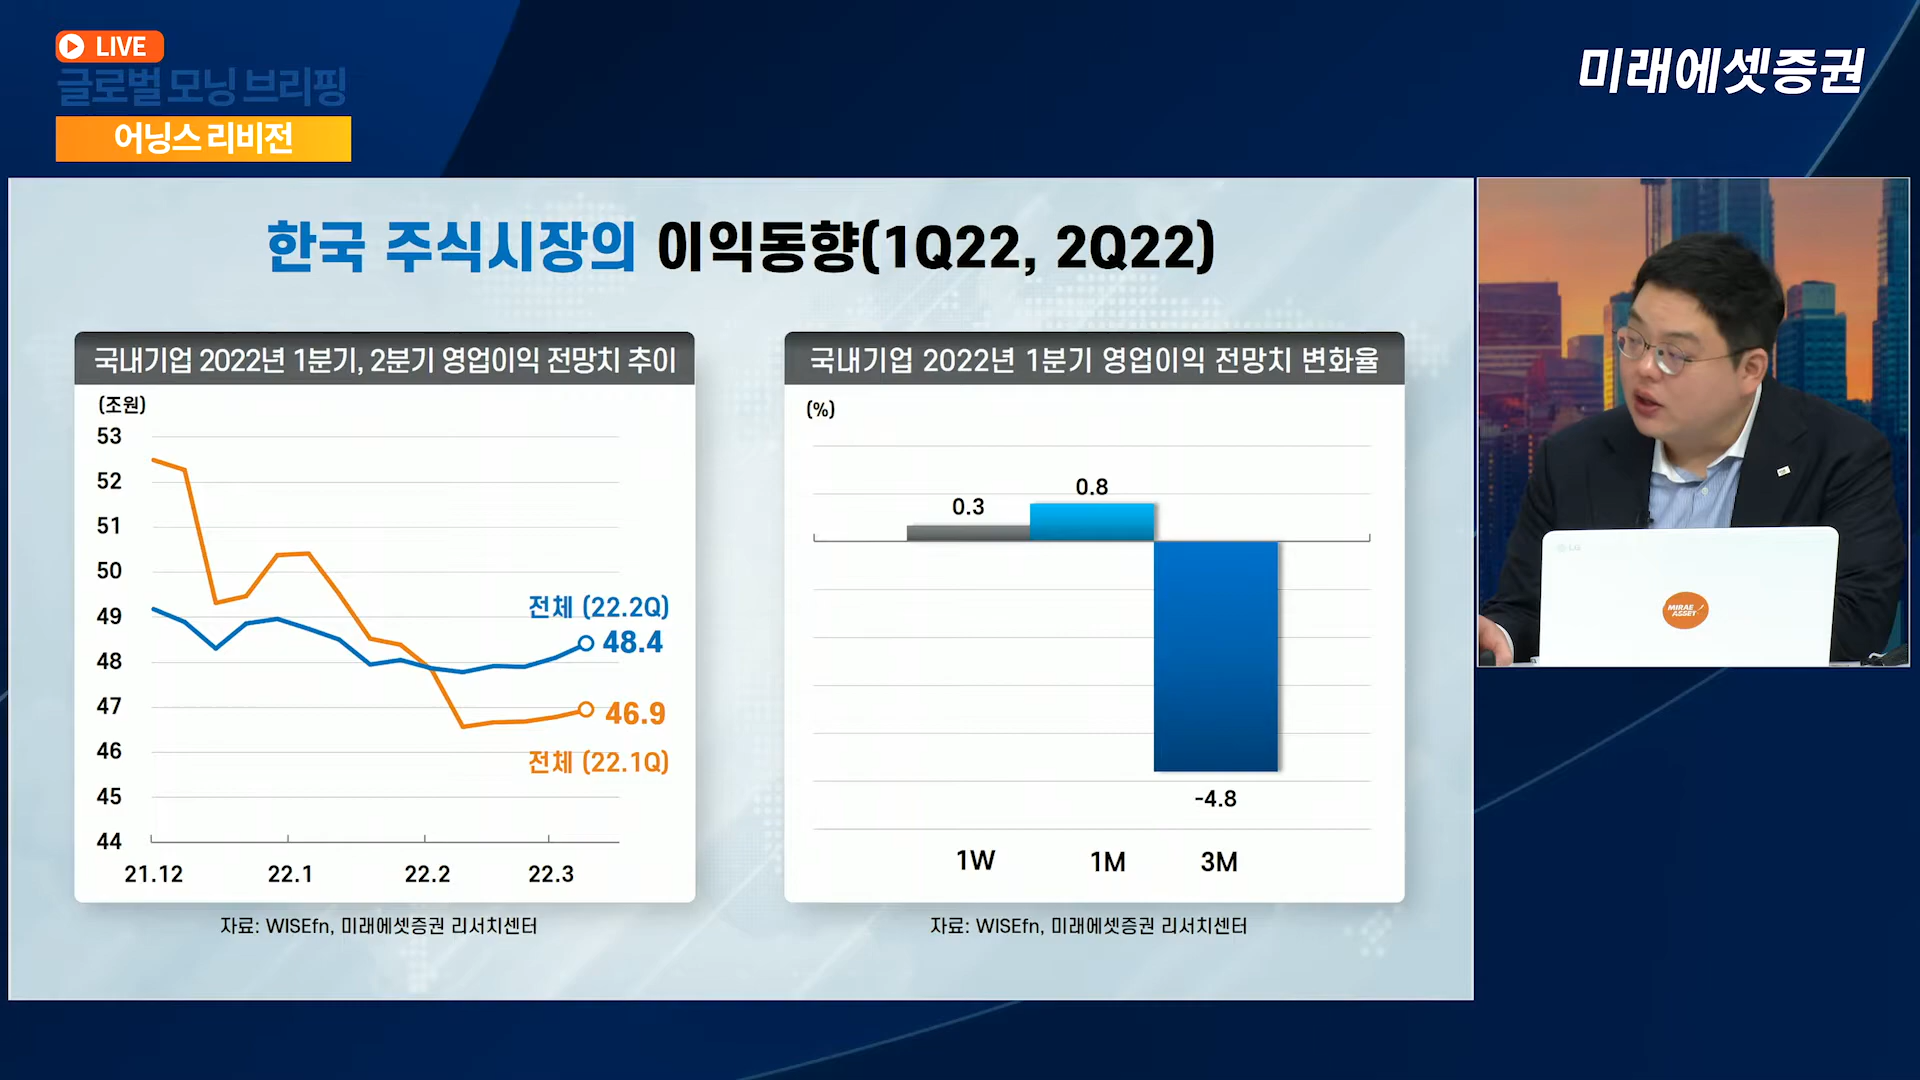 LIVE
글로벌 모닝 브리핑
어닝스 리비전
미래에셋증권
한국 주식시장의 이익동향(1Q22, 2Q22)
국내기업 2022년 1분기, 2분기 영업이익 전망치 추이
(조원)
53
52
51
50
49
48
47
46
45
44
전체 (22.2Q)
48.4
46.9
전체 (22.1Q)
21.12 22.1 22.2 22.3
자료: WISEfn, 미래에셋증권 리서치센터
국내기업 2022년 1분기 영업이익 전망치 변화율
(%)
0.3
0.8
-4.8
1W 1M 3M
자료: WISEfn, 미래에셋증권 리서치센터
LG
MIRAE
ASSET